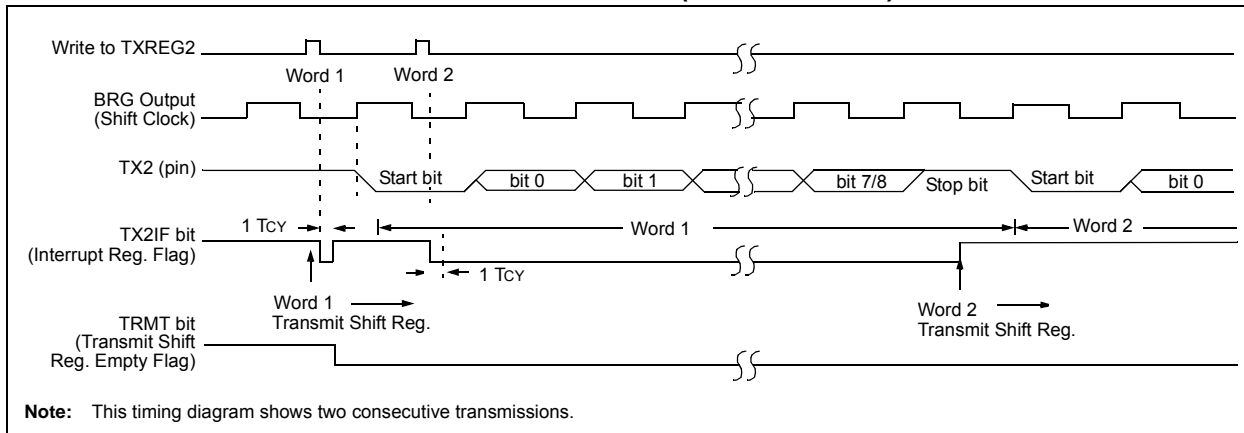 Write to TXREG2
Word 1
Word 2
BRG Output
(Shift Clock)
TX2 (pin)
Start bit
bit 0
bit 1
bit 7/8
Stop bit
Start bit
bit 0
1 TCY
Word 1
Word 2
TX2IF bit
(Interrupt Reg. Flag)
1 TCY
Word 1
Transmit Shift Reg.
Word 2
Transmit Shift Reg.
TRMT bit
(Transmit Shift
Reg. Empty Flag)
Note: This timing diagram shows two consecutive transmissions.